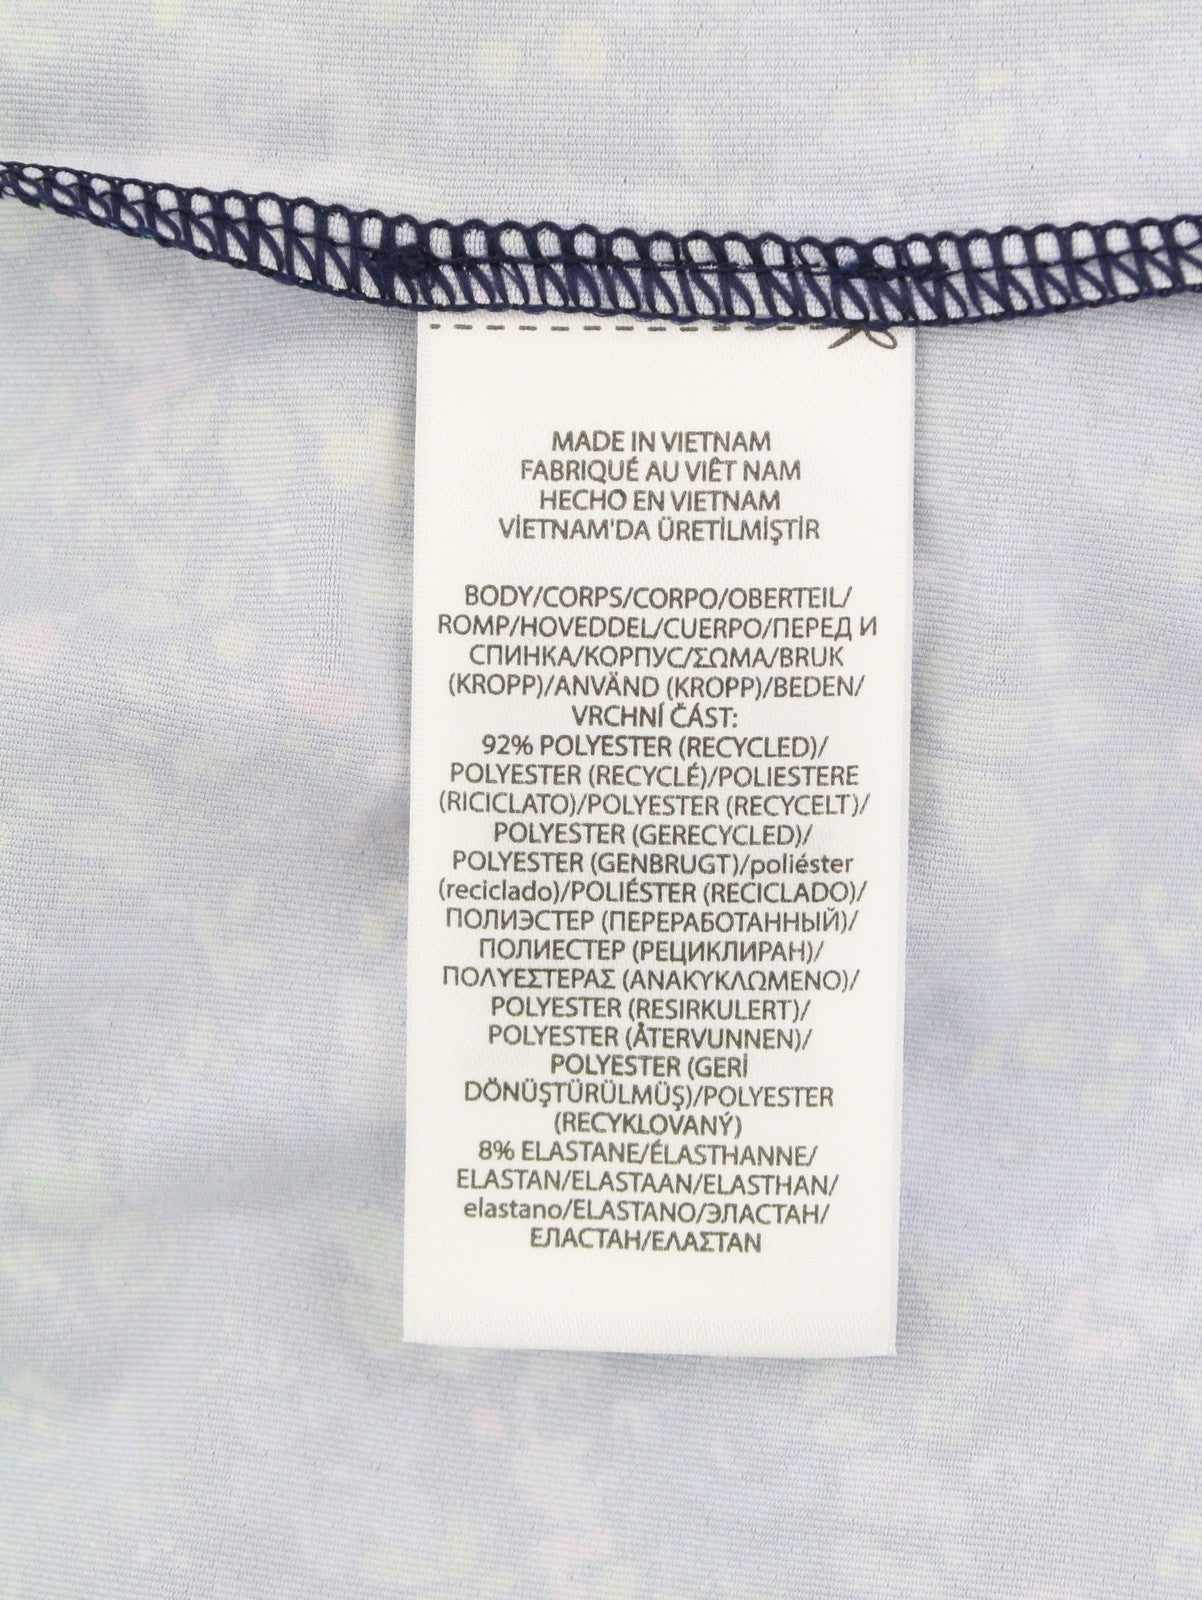 MADE IN VIETNAM
FABRIQUÉ AU VIÊT NAM
HECHO EN VIETNAM
VİETNAM'DA ÜRETİLMİŞTİR
BODY/CORPS/CORPO/OBERTEIL/
ROMP/HOVEDDEL/CUERPO/ПЕРЕД И
СПИНКА/КОРПУС/ΣΩΜΑ/BRUK
(KROPP)/ANVÄND (KROPP)/BEDEN/
VRCHNÍ ČÁST:
92% POLYESTER (RECYCLED)/
POLYESTER (RECYCLÉ)/POLIESTERE
(RICICLATO)/POLYESTER (RECYCELT)/
POLYESTER (GERECYCLED)/
POLYESTER (GENBRUGT)/poliéster
(reciclado)/POLIÉSTER (RECICLADO)/
ПОЛИЭСТЕР (ПЕРЕРАБОТАННЫЙ)/
ПОЛИЕСТЕР (РЕЦИКЛИРАН)/
ΠΟΛΥΕΣΤΕΡΑΣ (ΑΝΑΚΥΚΛΩΜΕΝΟ)/
POLYESTER (RESIRKULERT)/
POLYESTER (ÅTERVUNNEN)/
POLYESTER (GERİ
DÖNÜŞTÜRÜLMÜŞ)/POLYESTER
(RECYKLOVANÝ)
8% ELASTANE/ÉLASTHANNE/
ELASTAN/ELASTAAN/ELASTHAN/
elastano/ELASTANO/ЭЛАСТАН/
ЕЛАСТАН/ΕΛΑΣΤΑΝ